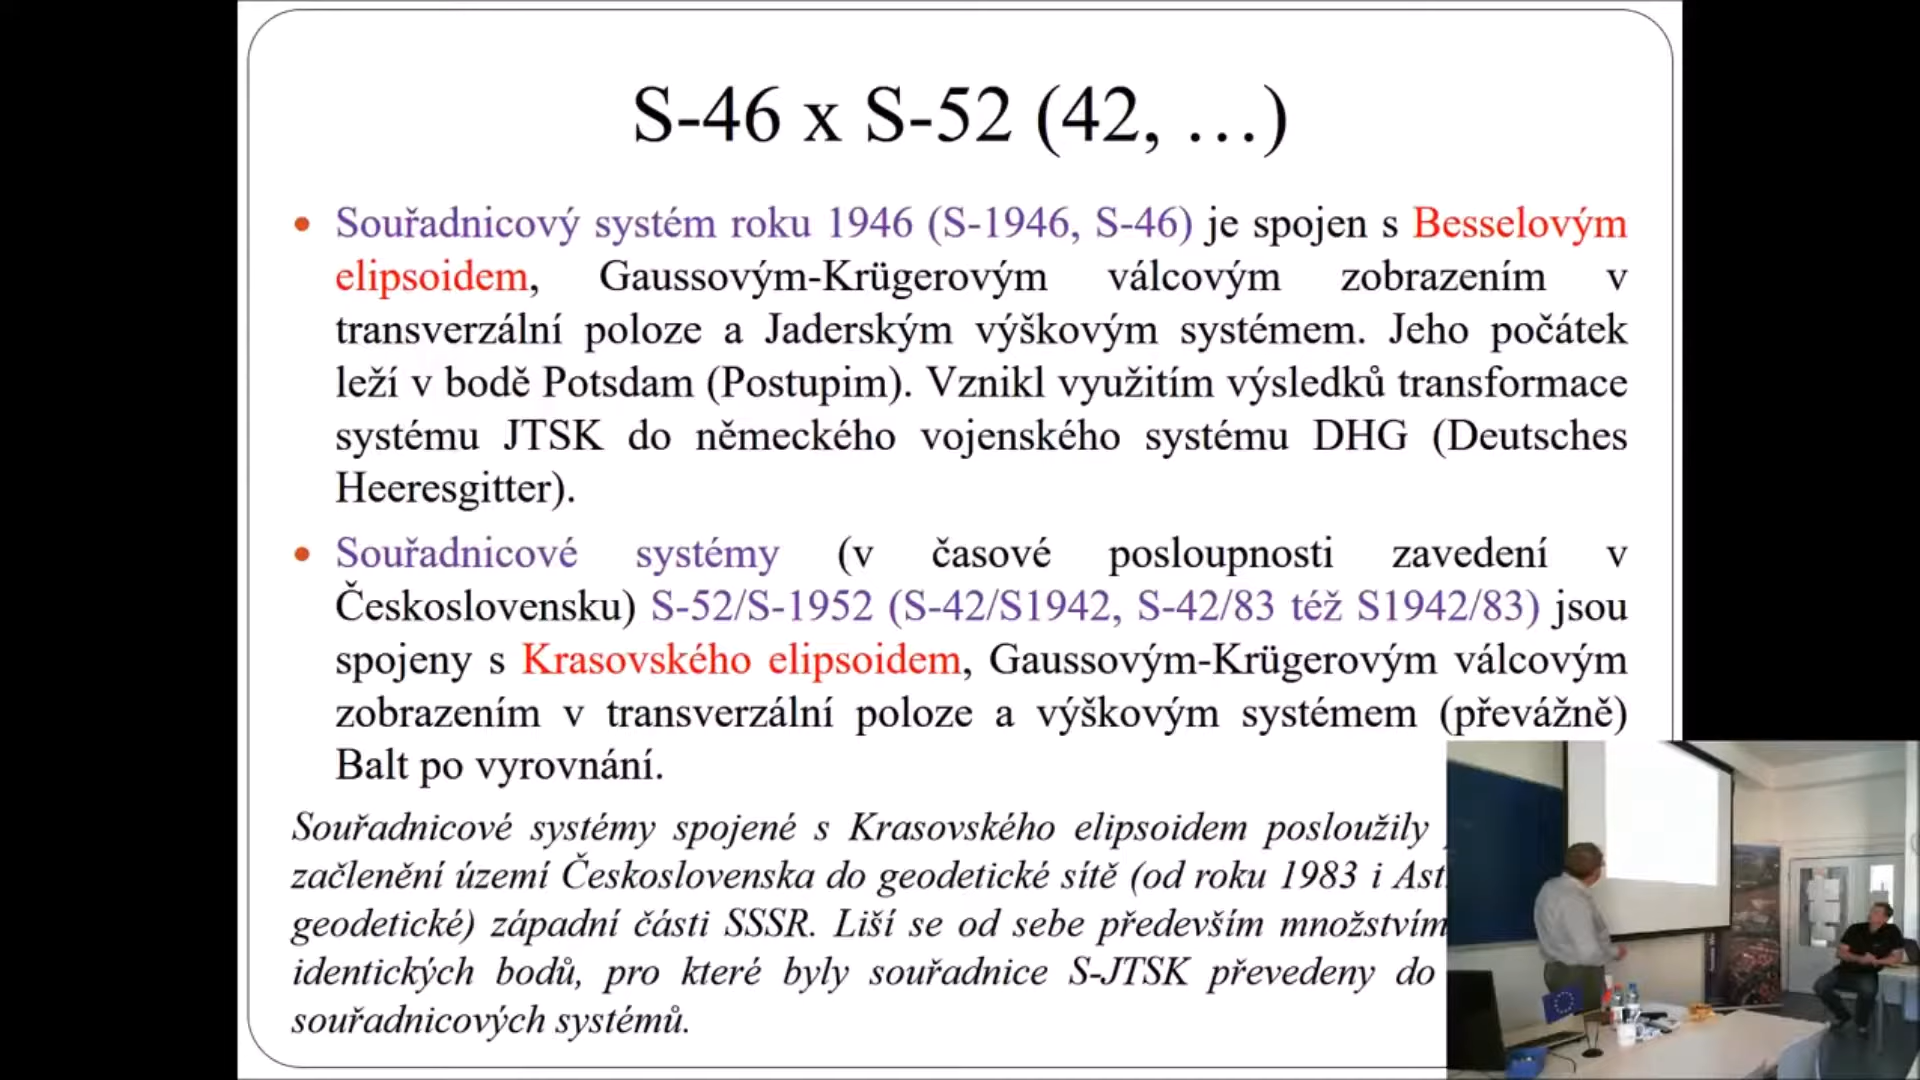 S-46 x S-52 (42, …)
• Souřadnicový systém roku 1946 (S-1946, S-46) je spojen s Besselovým
elipsoidem, Gaussovým-Krügerovým válcovým zobrazením v
transverzální poloze a Jaderským výškovým systémem. Jeho počátek
leží v bodě Potsdam (Postupim). Vznikl využitím výsledků transformace
systému JTSK do německého vojenského systému DHG (Deutsches
Heeresgitter).
• Souřadnicové systémy (v časové posloupnosti zavedení v
Československu) S-52/S-1952 (S-42/S1942, S-42/83 též S1942/83) jsou
spojeny s Krasovského elipsoidem, Gaussovým-Krügerovým válcovým
zobrazením v transverzální poloze a výškovým systémem (převážně)
Balt po vyrovnání.
Souřadnicové systémy spojené s Krasovského elipsoidem posloužily
začlenění území Československa do geodetické sítě (od roku 1983 i Ast
geodetické) západní části SSSR. Liší se od sebe především množstvím
identických bodů, pro které byly souřadnice S-JTSK převedeny do
souřadnicových systémů.